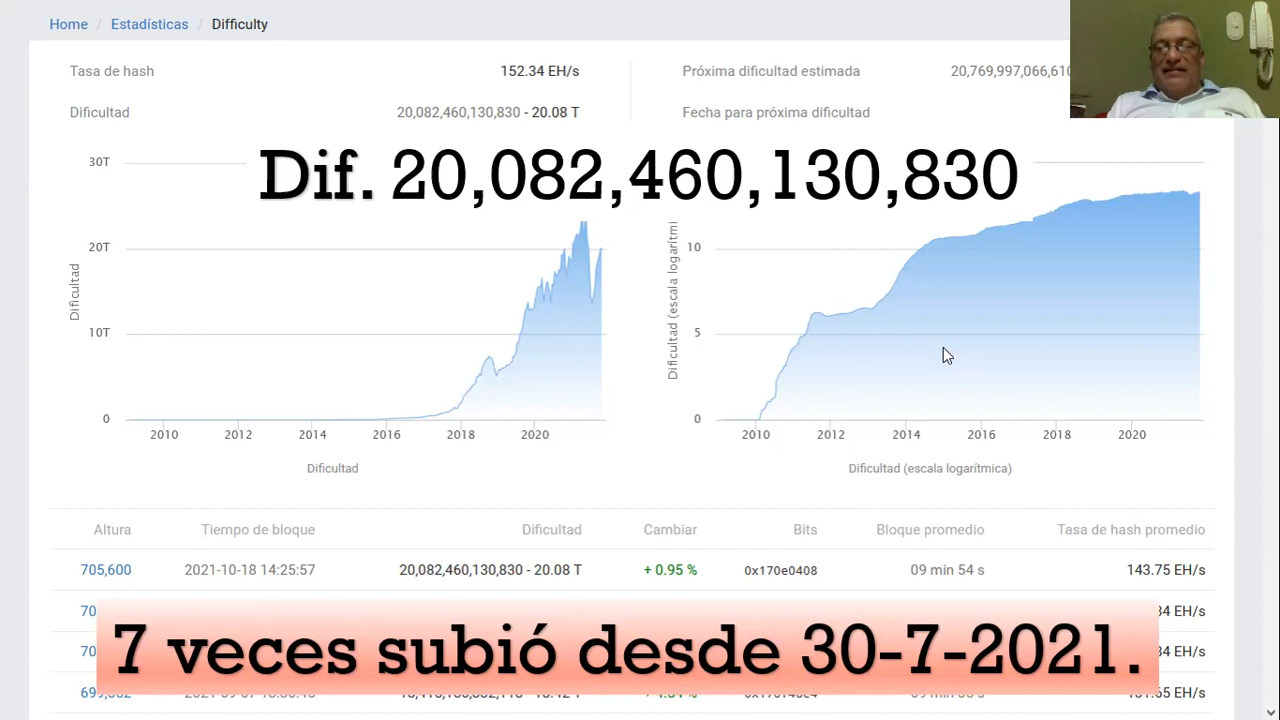 Home / Estadísticas / Difficulty
Tasa de hash 152.34 EH/s
Próxima dificultad estimada 20,769,997,066,610
Dificultad 20,082,460,130,830 - 20.08 T
Fecha para próxima dificultad
Dif. 20,082,460,130,830
30T
20T
10T
0
Dificultad
2010 2012 2014 2016 2018 2020
Dificultad
10
5
0
Dificultad (escala logarítmi
2010 2012 2014 2016 2018 2020
Dificultad (escala logarítmica)
Altura Tiempo de bloque Dificultad Cambiar Bits Bloque promedio Tasa de hash promedio
705,600 2021-10-18 14:25:57 20,082,460,130,830 - 20.08 T + 0.95 % 0x170e0408 09 min 54 s 143.75 EH/s
7 veces subió desde 30-7-2021.